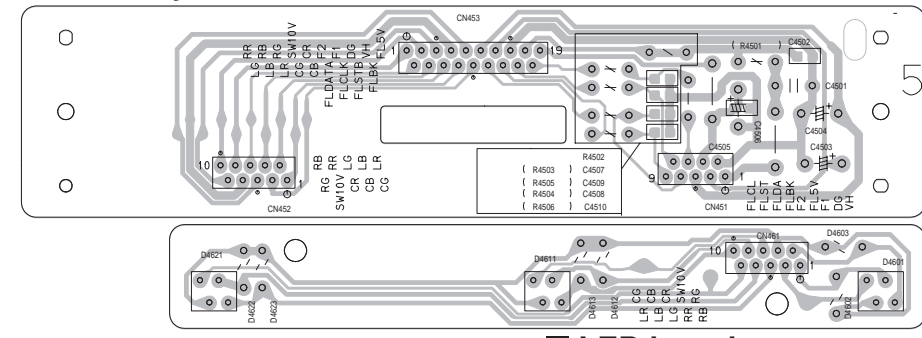 CN453
1
19
RR
LG RB
RG
LR SW10V
CG CR
CB F2
FLDATA F1
FLCLK DG
FLSTB VH
FLBK FL5V
( R4501 )
C4502
5
C4501
C4504
C4503
C4506
C4505
10
1
CN452
RB
RG RR
SW10V LG
CR LB
CB LR
CG
R4502
( R4503 ) C4507
( R4505 ) C4509
( R4504 ) C4508
( R4506 ) C4510
9
1
CN451
FLCL
FLST
FLDA
FLBK
F2
FL5V
F1
DG
VH
D4621
D4622
D4623
D4611
D4613
D4612
LR CG
LB CB
LG CR
RR SW10V
RB RG
CN461
10
1
D4603
D4602
D4601